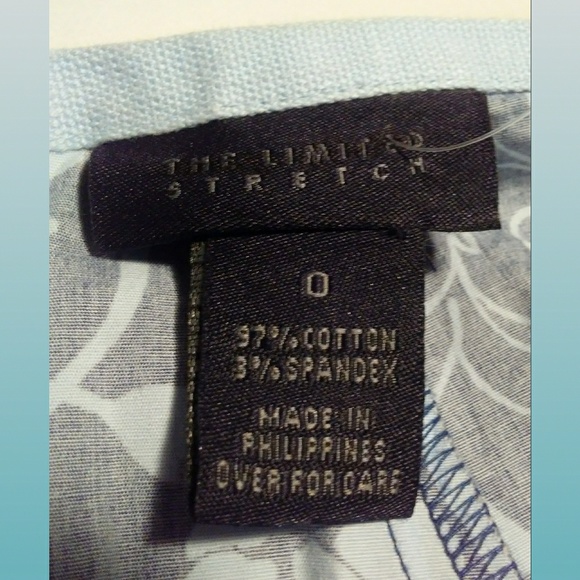 THE LIMITED
STRETCH
0
97% COTTON
3% SPANDEX
MADE IN
PHILIPPINES
OVER FOR CARE